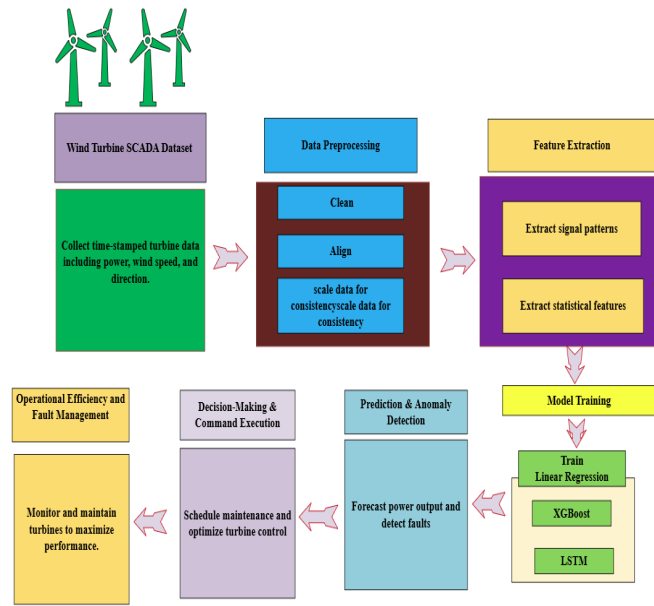 Wind Turbine SCADA Dataset
Data Preprocessing
Feature Extraction
Collect time-stamped turbine data
including power, wind speed, and
direction.
Clean
Align
scale data for
consistencyscale data for
consistency
Extract signal patterns
Extract statistical features
Model Training
Train
Linear Regression
XGBoost
LSTM
Prediction & Anomaly
Detection
Forecast power output and
detect faults
Decision-Making &
Command Execution
Schedule maintenance and
optimize turbine control
Operational Efficiency and
Fault Management
Monitor and maintain
turbines to maximize
performance.